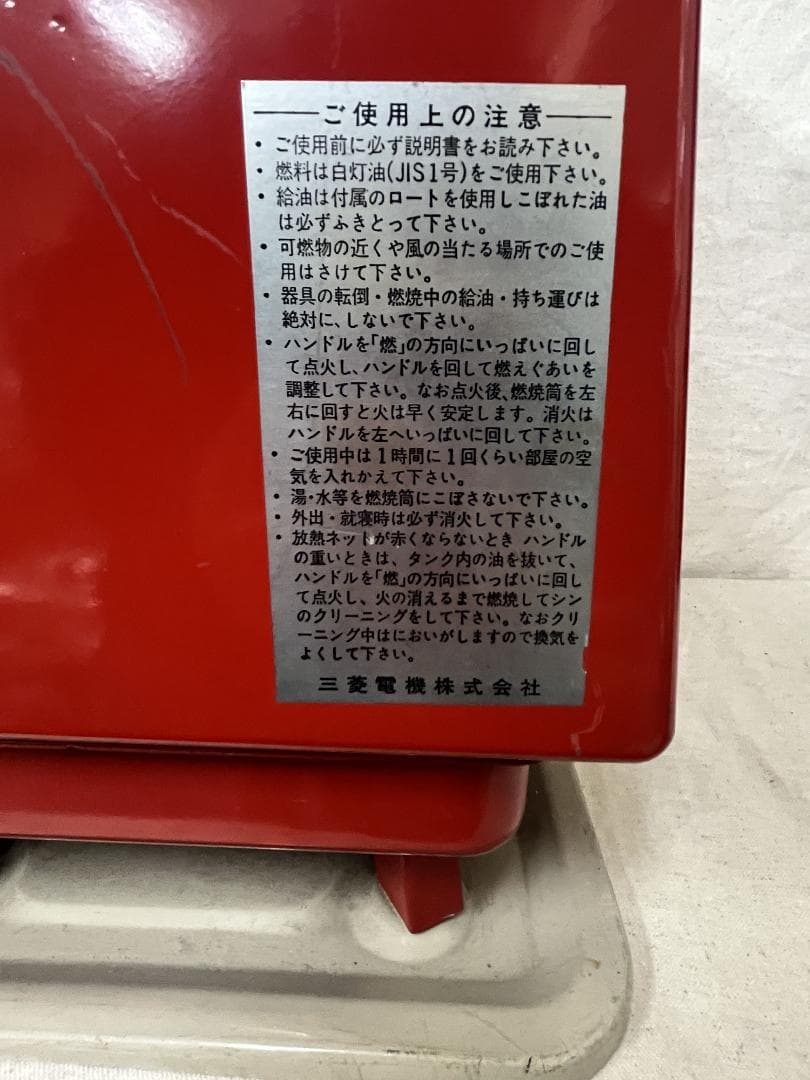 ご使用上の注意
・ご使用前に必ず説明書をお読み下さい。
・燃料は白灯油(JIS1号)をご使用下さい。
・給油は付属のロートを使用しこぼれた油
は必ずふきとって下さい。
・可燃物の近くや風の当たる場所でのご使
用はさけて下さい。
・器具の転倒・燃焼中の給油・持ち運びは
絶対に、しないで下さい。
・ハンドルを「燃」の方向にいっぱいに回し
て点火し、ハンドルを回して燃えぐあいを
調整して下さい。なお点火後、燃焼筒を左
右に回すと火は早く安定します。消火は
ハンドルを左へいっぱいに回して下さい。
・ご使用中は1時間に1回くらい部屋の空
気を入れかえて下さい。
・湯・水等を燃焼筒にこぼさないで下さい。
・外出・就寝時は必ず消火して下さい。
・放熱ネットが赤くならないとき ハンドル
の重いときは、タンク内の油を抜いて、
ハンドルを「燃」の方向にいっぱいに回し
て点火し、火の消えるまで燃焼してシン
のクリーニングをして下さい。なおクリ
ーニング中はにおいがしますので換気を
よくして下さい。
三菱電機株式会社